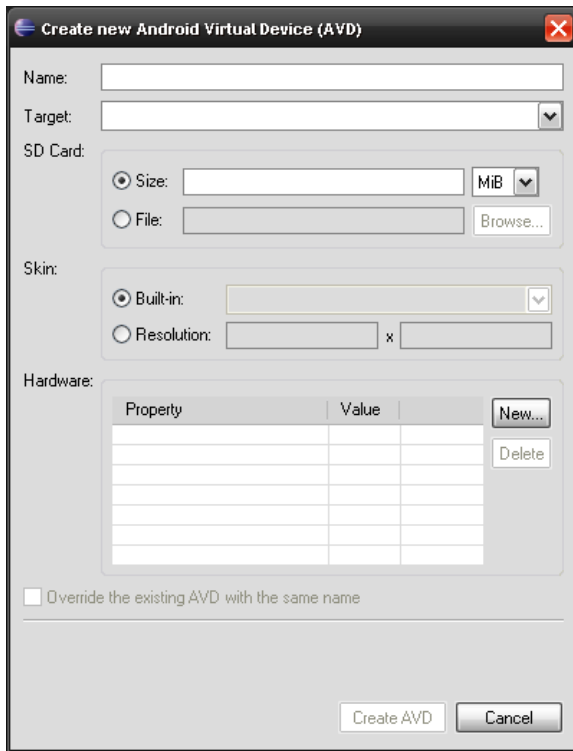 Create new Android Virtual Device (AVD)
Name:
Target:
SD Card:
Size: MiB
File: Browse...
Skin:
Built-in:
Resolution: x
Hardware:
Property Value New...
Delete
Override the existing AVD with the same name
Create AVD Cancel